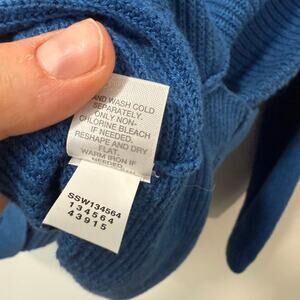 AND WASH COLD
SEPARATELY.
ONLY NON-
CHLORINE BLEACH
IF NEEDED.
RESHAPE AND DRY
FLAT.
WARM IRON IF
NEEDED.
SSW134564
134564
43915